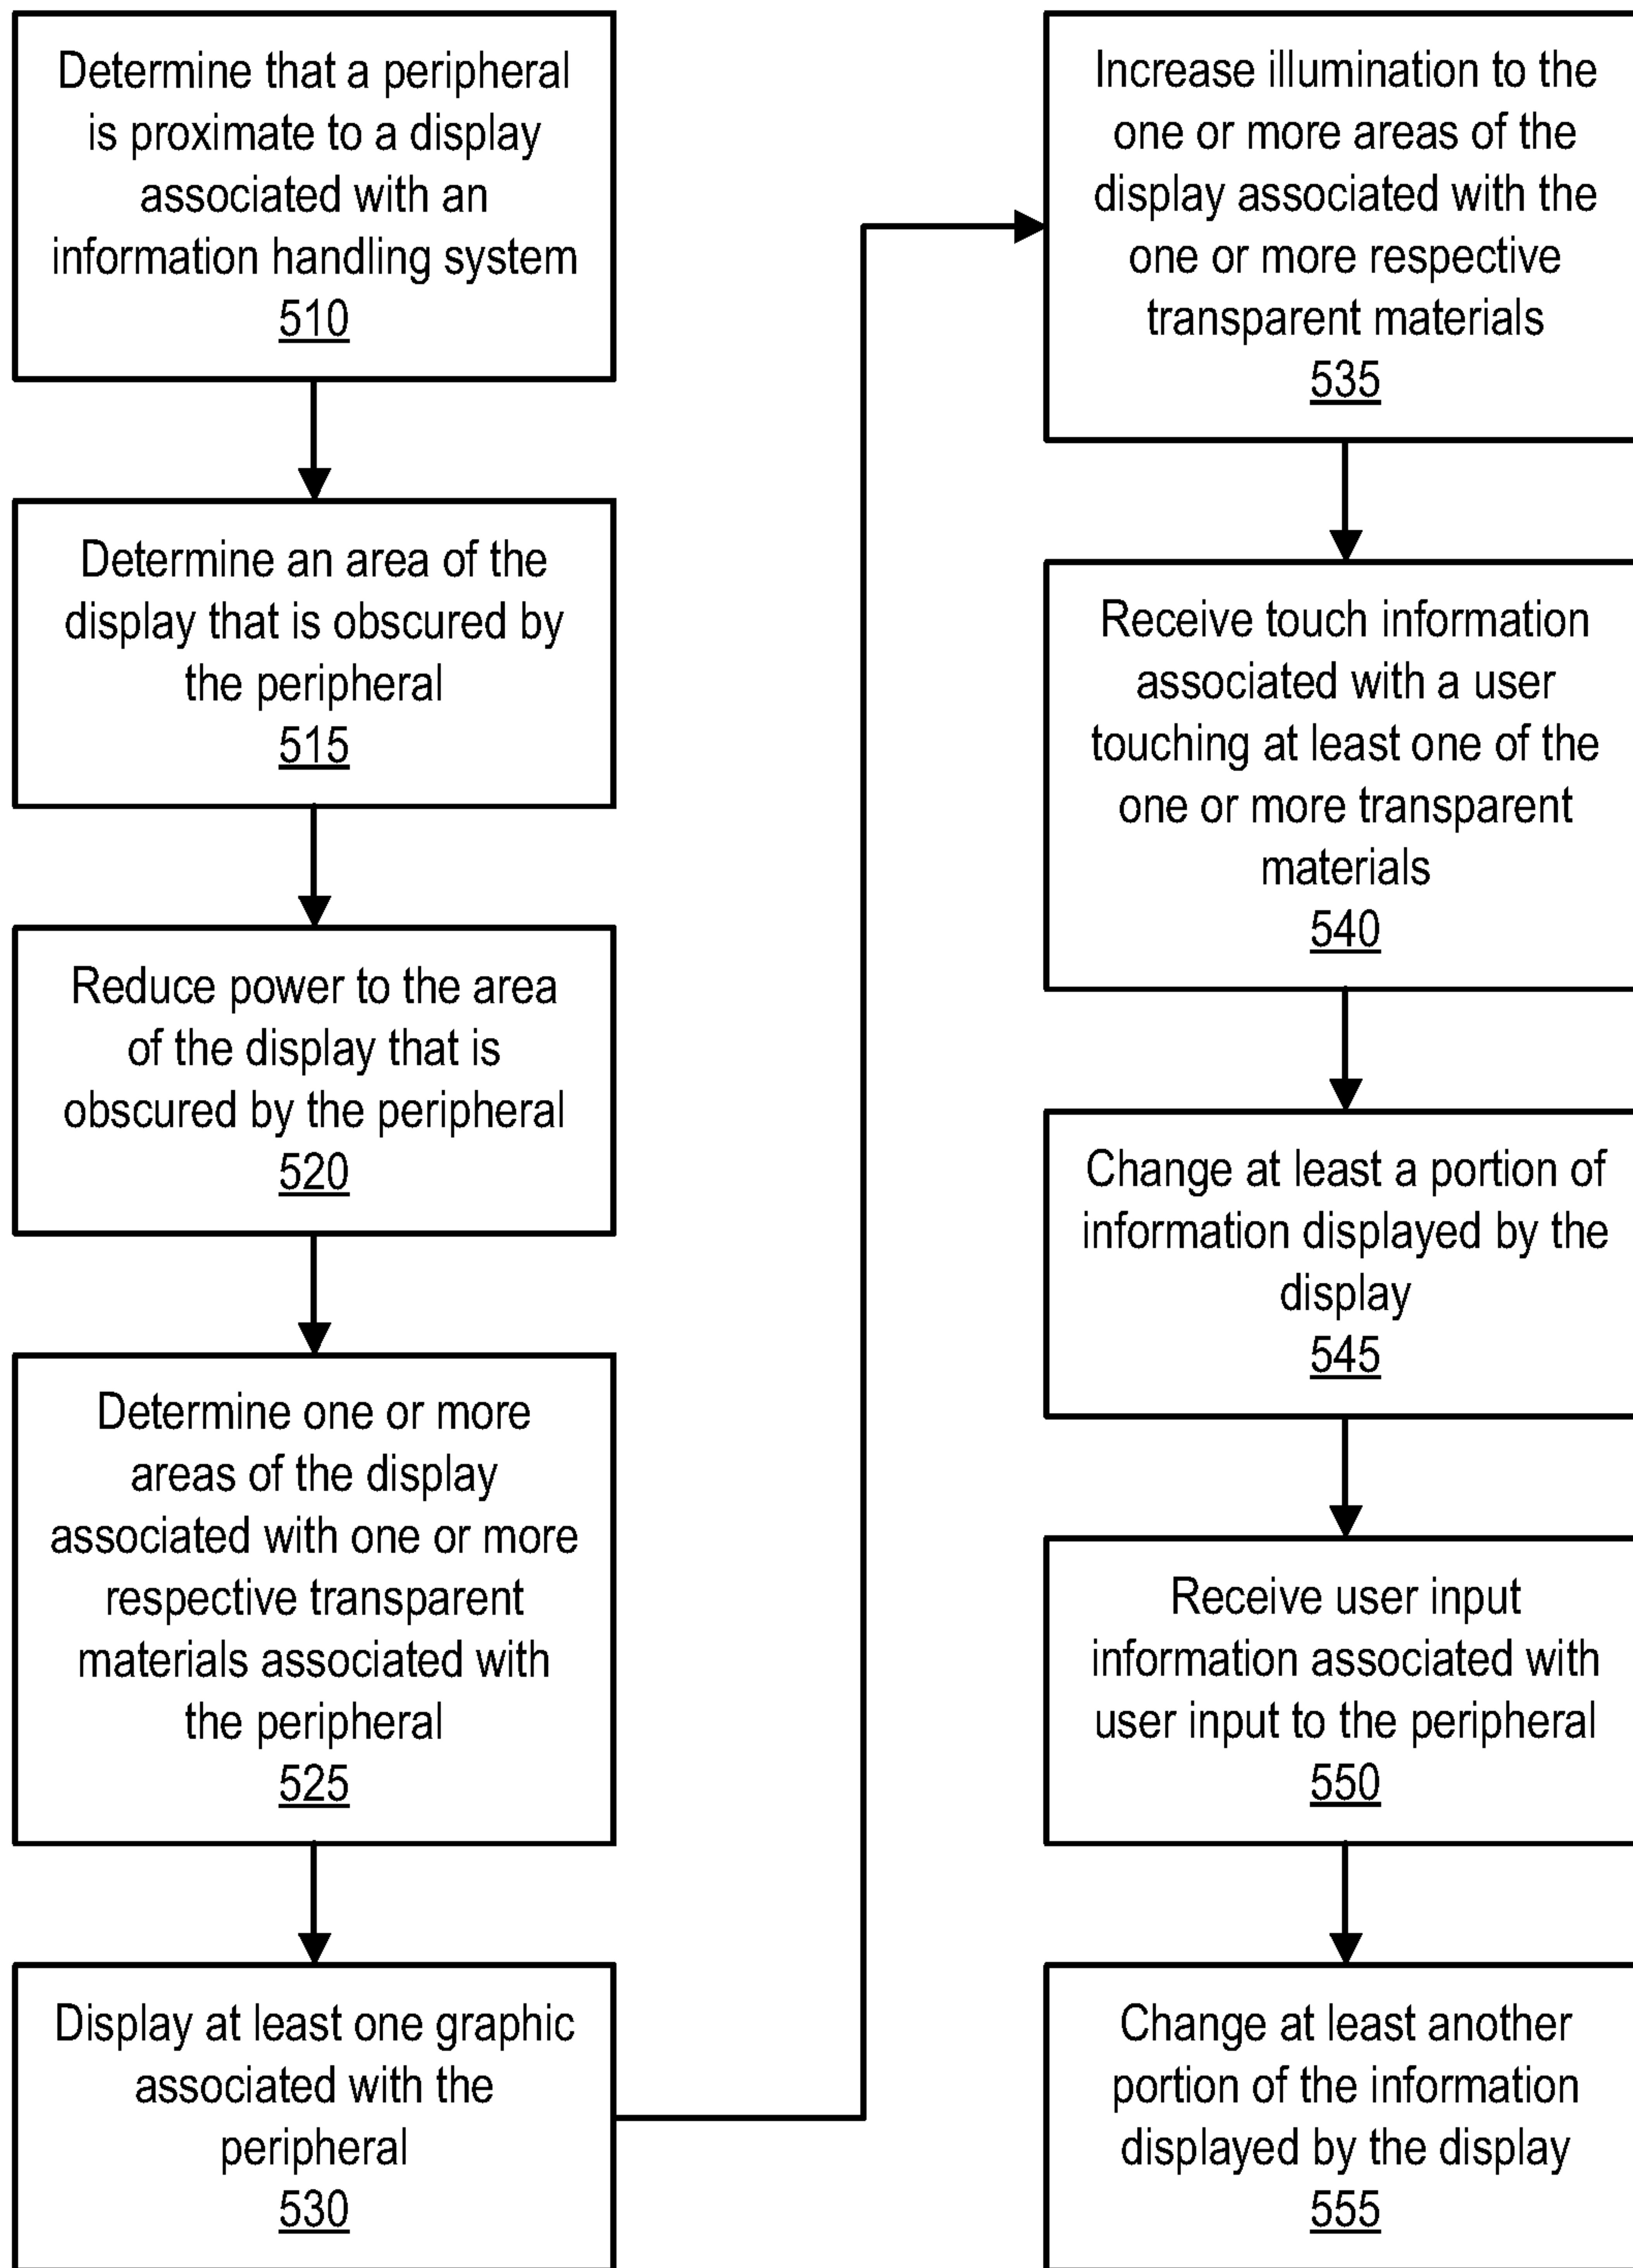 Determine that a peripheral
is proximate to a display
associated with an
information handling system
510
Determine an area of the
display that is obscured by
the peripheral
515
Reduce power to the area
of the display that is
obscured by the peripheral
520
Determine one or more
areas of the display
associated with one or more
respective transparent
materials associated with
the peripheral
525
Display at least one graphic
associated with the
peripheral
530
Increase illumination to the
one or more areas of the
display associated with the
one or more respective
transparent materials
535
Receive touch information
associated with a user
touching at least one of the
one or more transparent
materials
540
Change at least a portion of
information displayed by the
display
545
Receive user input
information associated with
user input to the peripheral
550
Change at least another
portion of the information
displayed by the display
555